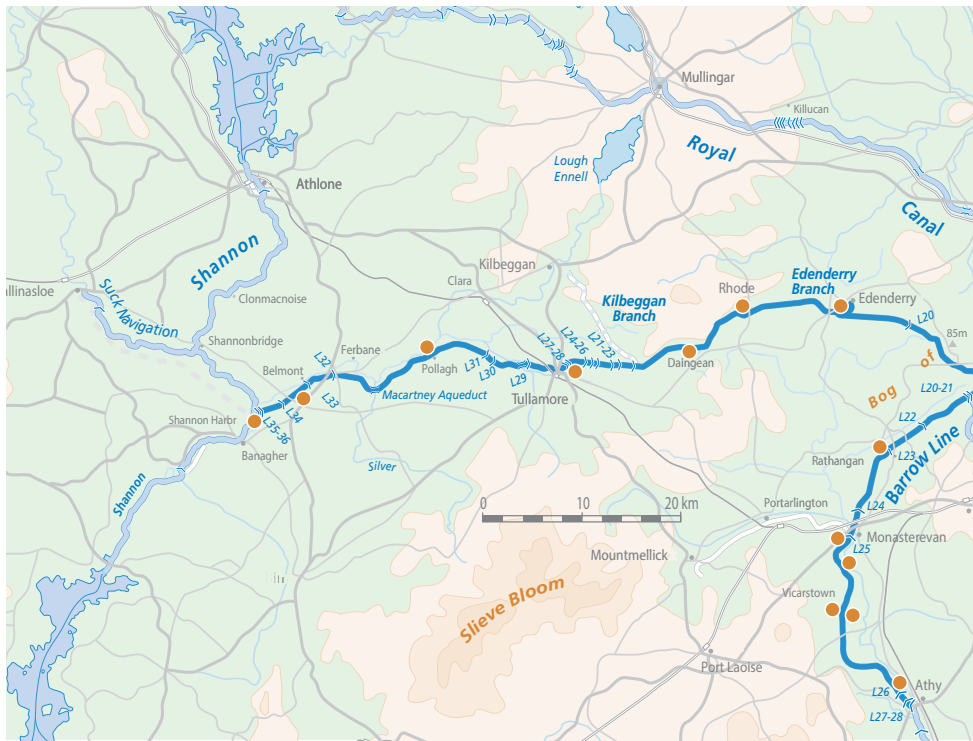 Mullingar
Killucan
Royal
Lough
Ennell
Athlone
Canal
Shannon
Kilbeggan
Clara
allinasloe
Suck Navigation
Clonmacnoise
Kilbeggan
Branch
Rhode
Edenderry
Branch
Edenderry
L20
85m
Shannonbridge
L27-28
L24-26
L21-23
Ferbane
L32
Belmont
L31
L30
L29
Pollagh
Daingean
Bog of
Macartney Aqueduct
Tullamore
L33
L34
L35-36
Shannon Harbr
Banagher
L20-21
L22
L23
Rathangan
Barrow Line
Silver
Shannon
0 10 20 km
Portarlington
L24
Monasterevan
L25
Mountmellick
Slieve Bloom
Vicarstown
Port Laoise
Athy
L26
L27-28